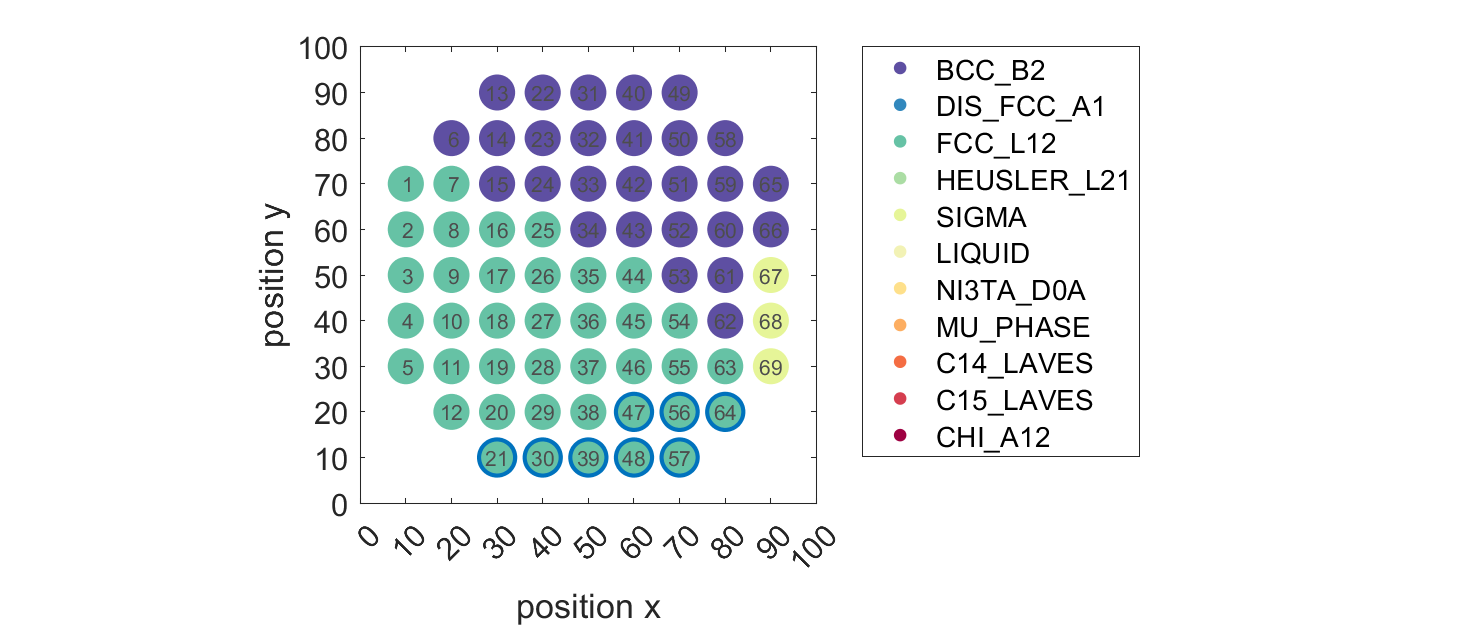 100
90
80
70
60
50
40
30
20
10
0
position y
13 22 31 40 49
6 14 23 32 41 50 58
1 7 15 24 33 42 51 59 65
2 8 16 25 34 43 52 60 66
3 9 17 26 35 44 53 61 67
4 10 18 27 36 45 54 62 68
5 11 19 28 37 46 55 63 69
12 20 29 38 47 56 64
21 30 39 48 57
0 10 20 30 40 50 60 70 80 90 100
position x
BCC_B2
DIS_FCC_A1
FCC_L12
HEUSLER_L21
SIGMA
LIQUID
NI3TA_D0A
MU_PHASE
C14_LAVES
C15_LAVES
CHI_A12